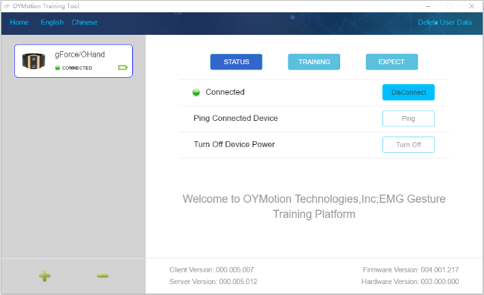 OYMotion Training Tool
Home English Chinese Delete User Data
gForce/OHand
CONNECTED
STATUS TRAINING EXPECT
Connected DisConnect
Ping Connected Device Ping
Turn Off Device Power Turn Off
Welcome to OYMotion Technologies,Inc;EMG Gesture
Training Platform
Client Version: 000.005.007 Firmware Version: 004.001.217
Server Version: 000.005.012 Hardware Version: 003.000.000